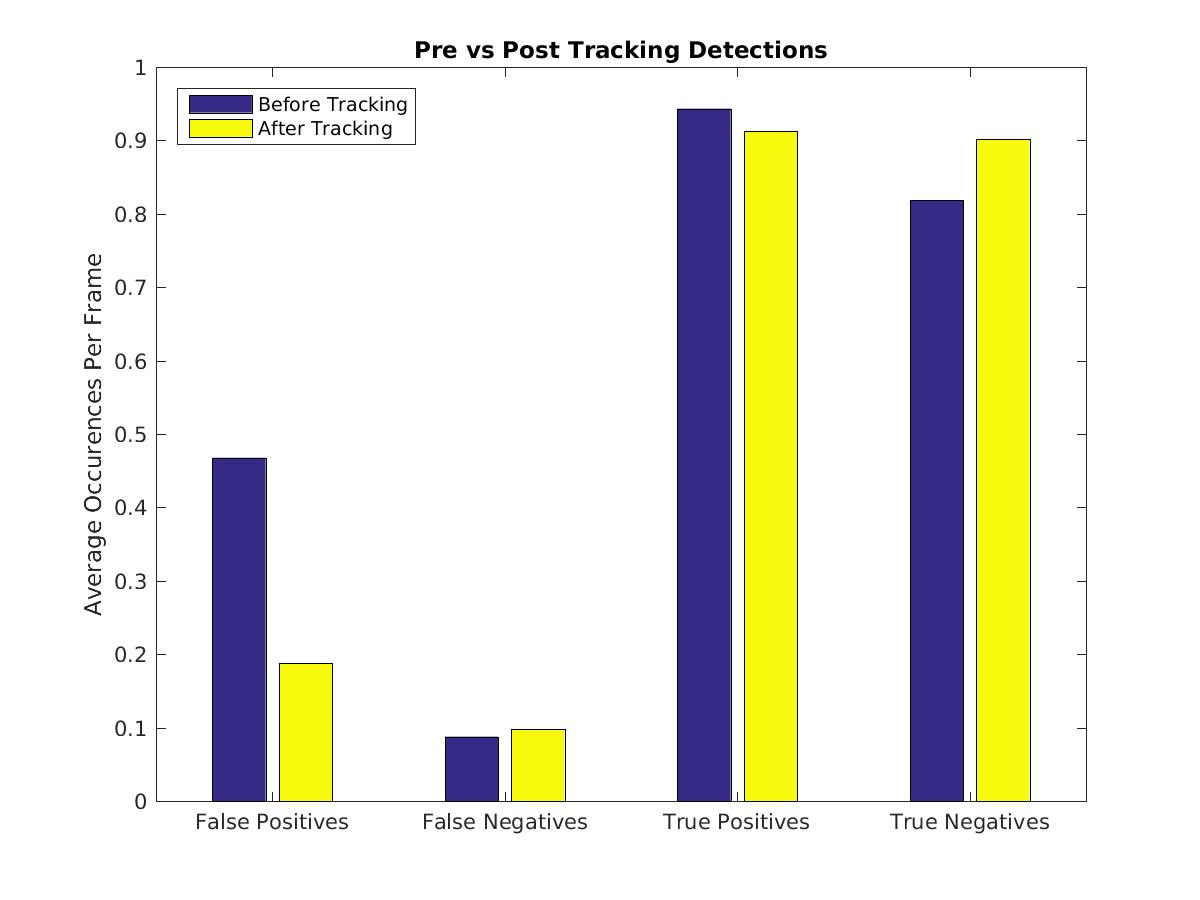 Pre vs Post Tracking Detections
Before Tracking
After Tracking
Average Occurences Per Frame
1
0.9
0.8
0.7
0.6
0.5
0.4
0.3
0.2
0.1
0
False Positives
False Negatives
True Positives
True Negatives